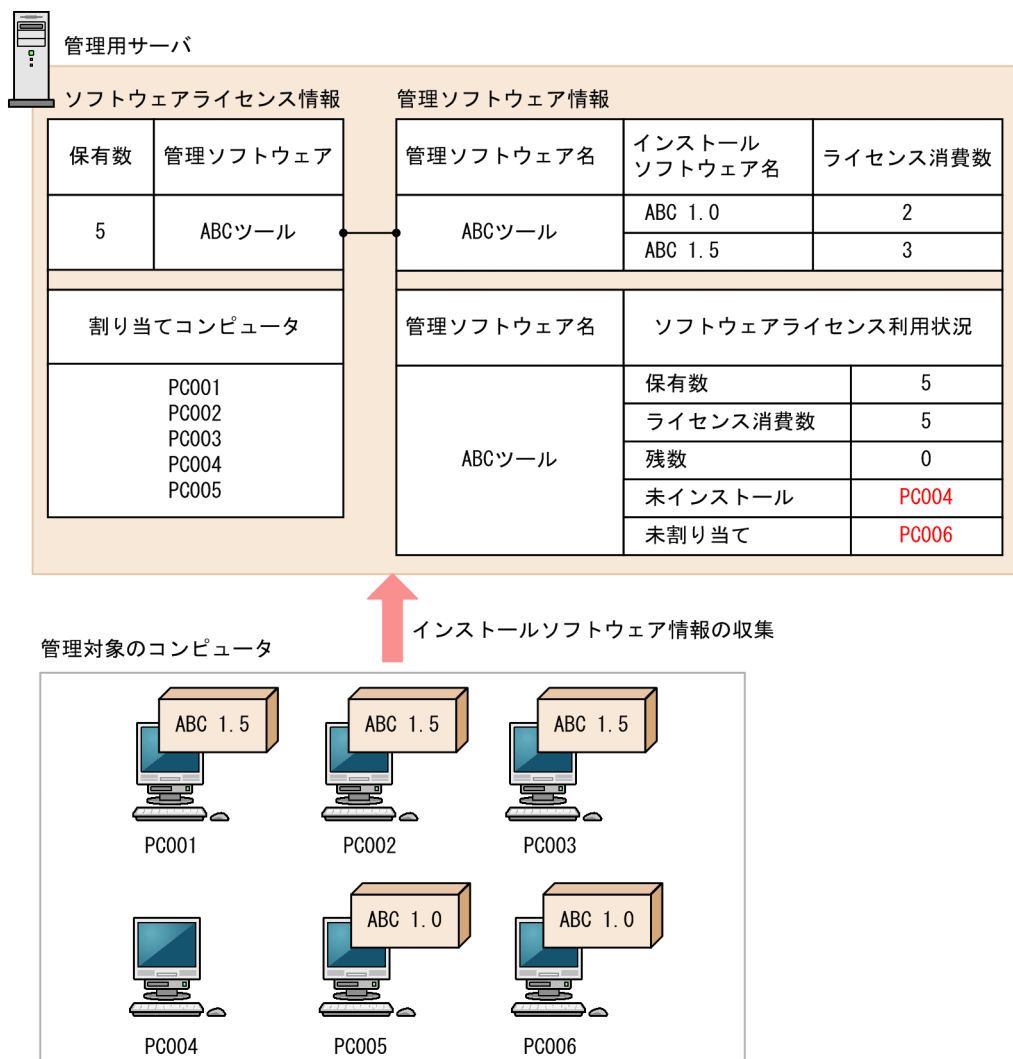 管理用サーバ
ソフトウェアライセンス情報
管理ソフトウェア情報
保有数 管理ソフトウェア
5 ABCツール
割り当てコンピュータ
PC001
PC002
PC003
PC004
PC005
管理ソフトウェア名 インストール
ソフトウェア名 ライセンス消費数
ABCツール
ABC 1.0 2
ABC 1.5 3
管理ソフトウェア名 ソフトウェアライセンス利用状況
ABCツール
保有数 5
ライセンス消費数 5
残数 0
未インストール PC004
未割り当て PC006
インストールソフトウェア情報の収集
管理対象のコンピュータ
ABC 1.5 ABC 1.5 ABC 1.5
PC001 PC002 PC003
ABC 1.0 ABC 1.0
PC004 PC005 PC006